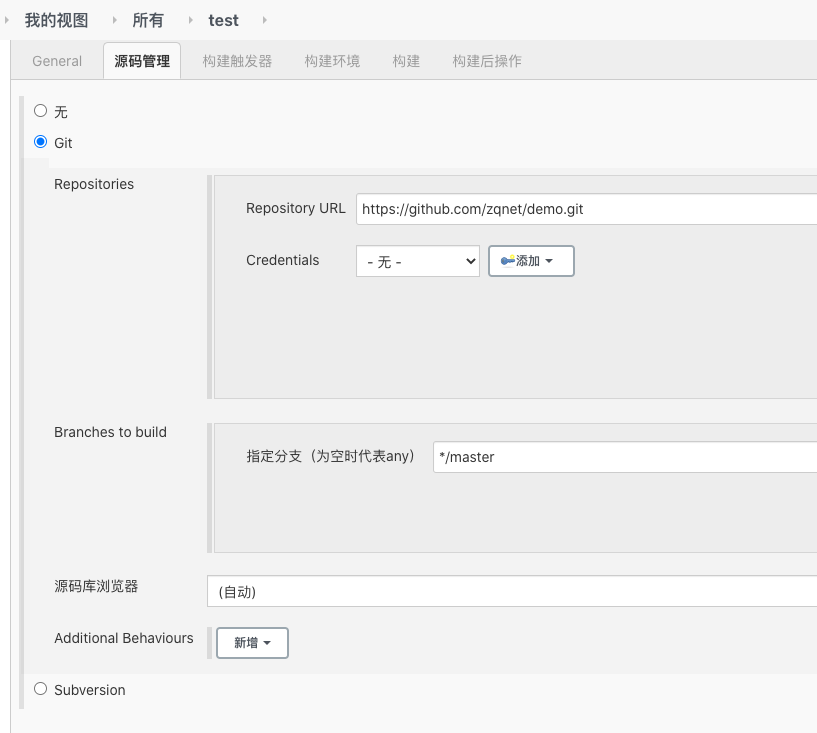 我的视图 所有 test
General 源码管理 构建触发器 构建环境 构建 构建后操作
无
Git
Repositories
Repository URL https://github.com/zqnet/demo.git
Credentials - 无 - 添加
Branches to build
指定分支（为空时代表any） */master
源码库浏览器 (自动)
Additional Behaviours 新增
Subversion